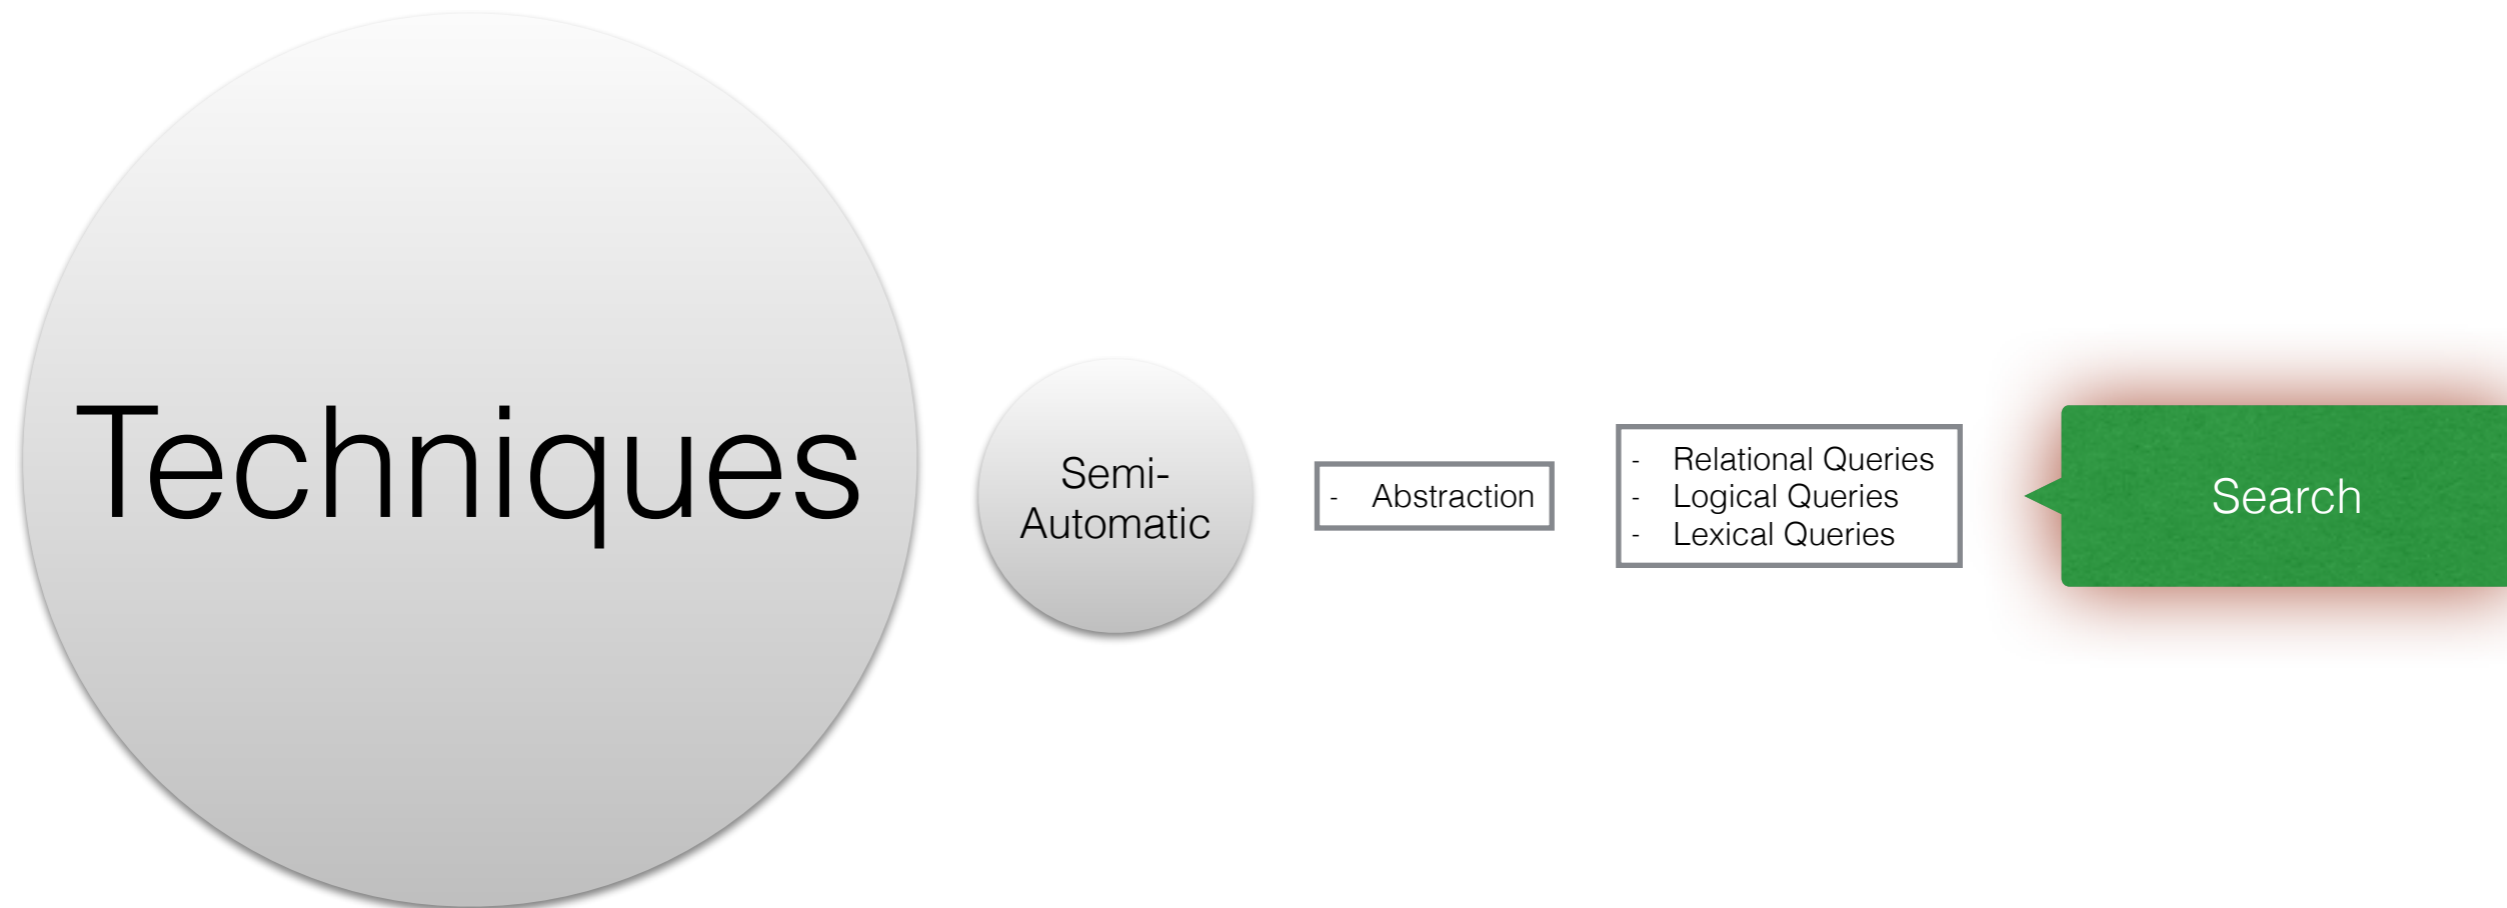 Techniques
Semi-
Automatic
- Abstraction
- Relational Queries
- Logical Queries
- Lexical Queries
Search